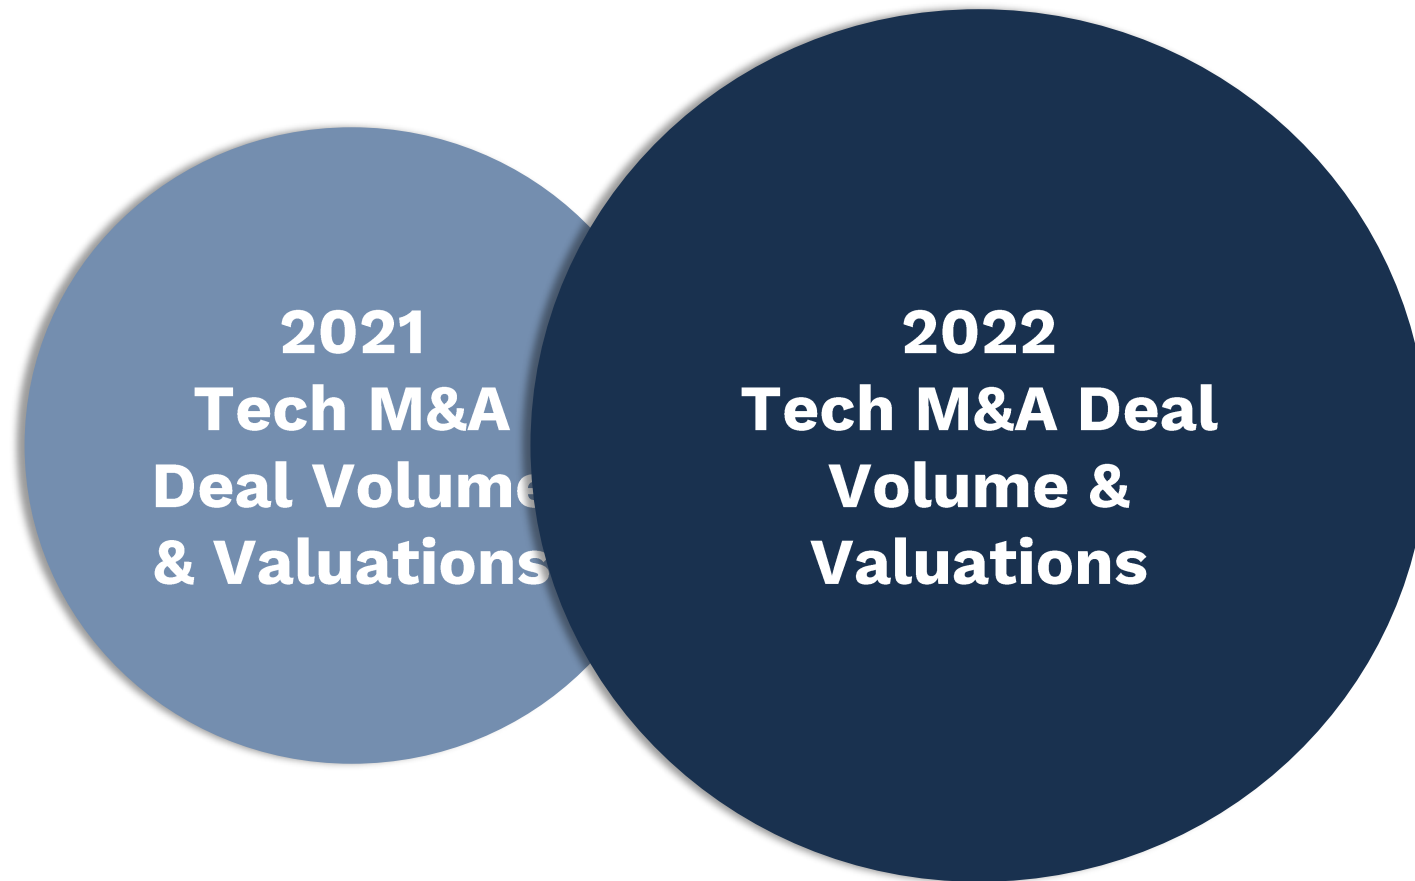 2021
Tech M&A
Deal Volume
& Valuations
2022
Tech M&A Deal
Volume &
Valuations